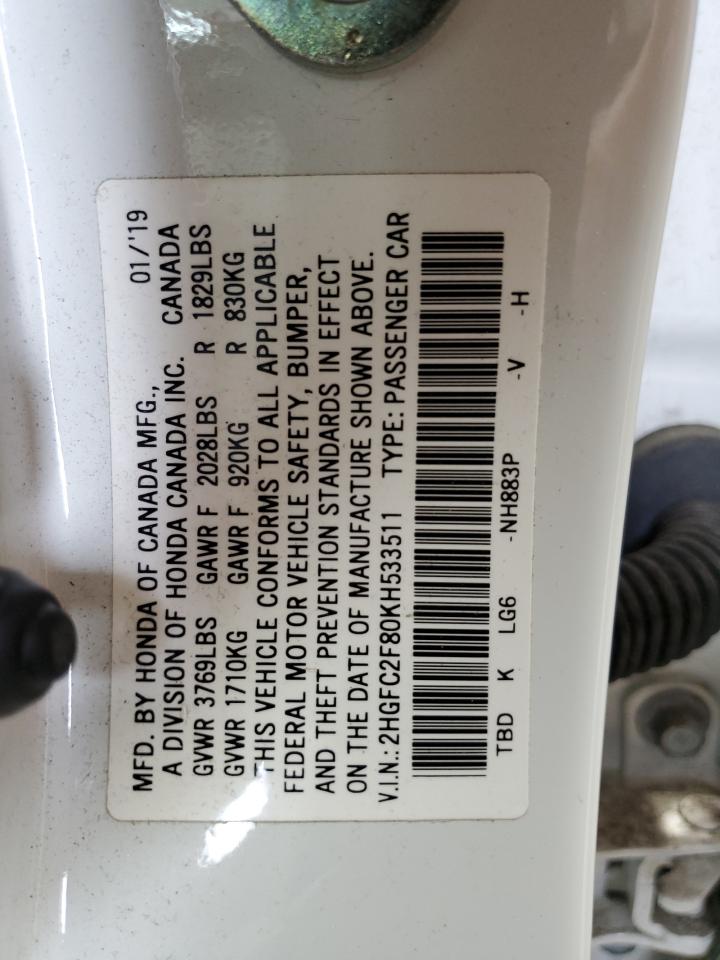 MFD. BY HONDA OF CANADA MFG., 01/'19
A DIVISION OF HONDA CANADA INC. CANADA
GVWR 3769LBS GAWR F 2028LBS R 1829LBS
GVWR 1710KG GAWR F 920KG R 830KG
THIS VEHICLE CONFORMS TO ALL APPLICABLE
FEDERAL MOTOR VEHICLE SAFETY, BUMPER,
AND THEFT PREVENTION STANDARDS IN EFFECT
ON THE DATE OF MANUFACTURE SHOWN ABOVE.
V.I.N.: 2HGFC2F80KH533511 TYPE: PASSENGER CAR
TBD K LG6 -NH883P -V -H